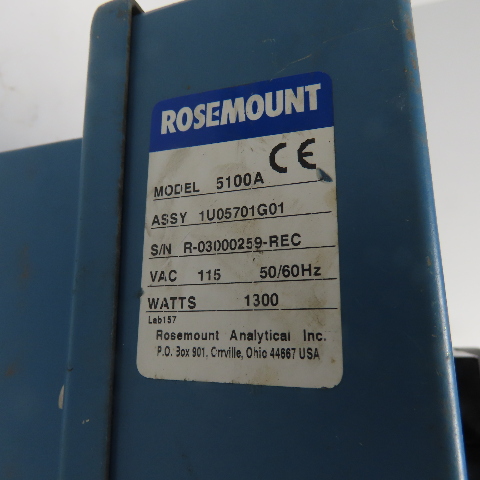 ROSEMOUNT
CE
MODEL 5100A
ASSY 1U05701G01
S/N R-03000259-REC
VAC 115 50/60Hz
WATTS 1300
Lab157
Rosemount Analytical Inc.
P.O. Box 901, Orrville, Ohio 44667 USA